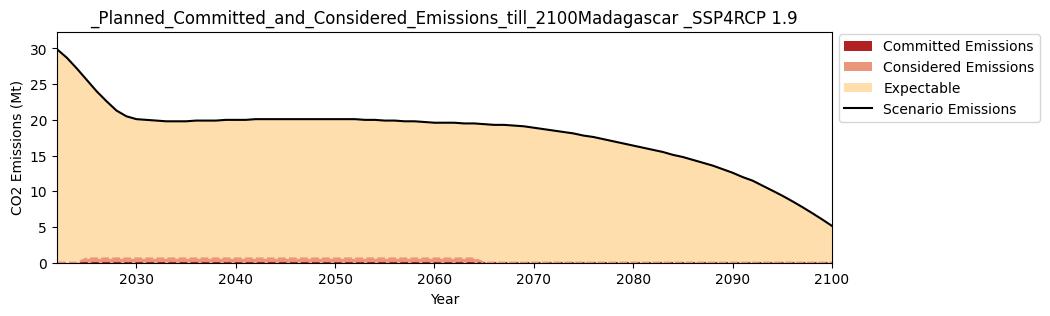 _Planned_Committed_and_Considered_Emissions_till_2100Madagascar _SSP4RCP 1.9
CO2 Emissions (Mt)
30
25
20
15
10
5
0
2030 2040 2050 2060 2070 2080 2090 2100
Year
Committed Emissions
Considered Emissions
Expectable
Scenario Emissions